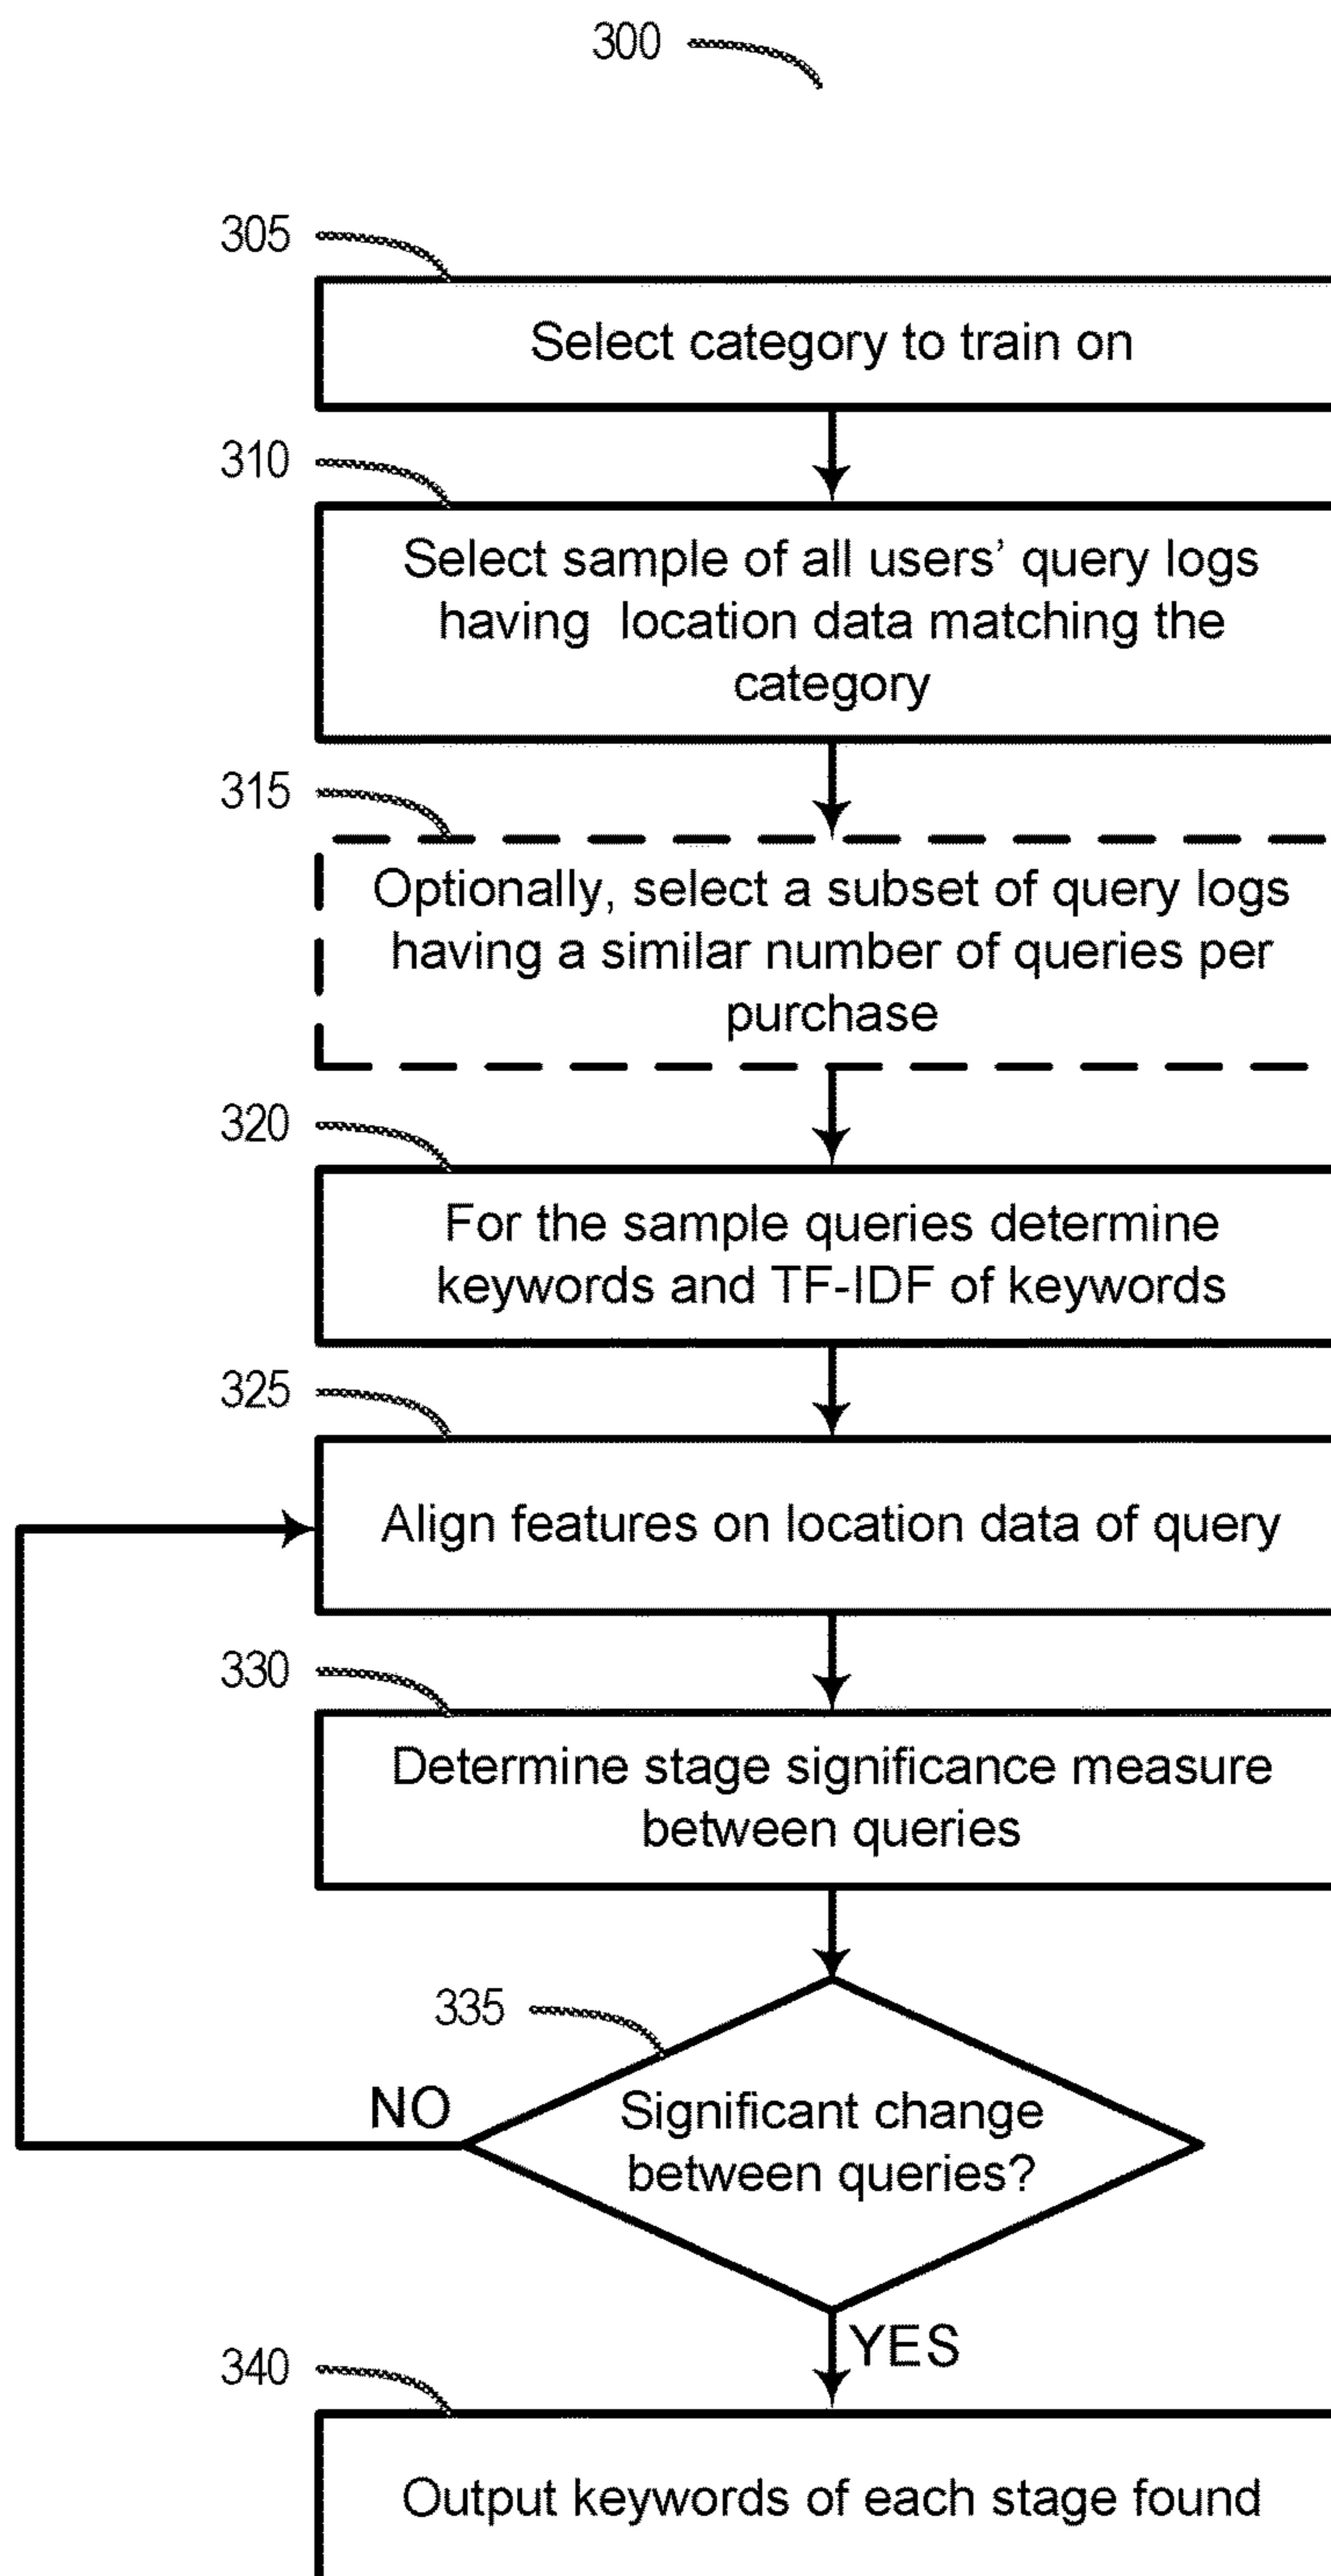 300
305
Select category to train on
310
Select sample of all users’ query logs
having location data matching the
category
315
Optionally, select a subset of query logs
having a similar number of queries per
purchase
320
For the sample queries determine
keywords and TF-IDF of keywords
325
Align features on location data of query
330
Determine stage significance measure
between queries
335
NO
Significant change
between queries?
YES
340
Output keywords of each stage found